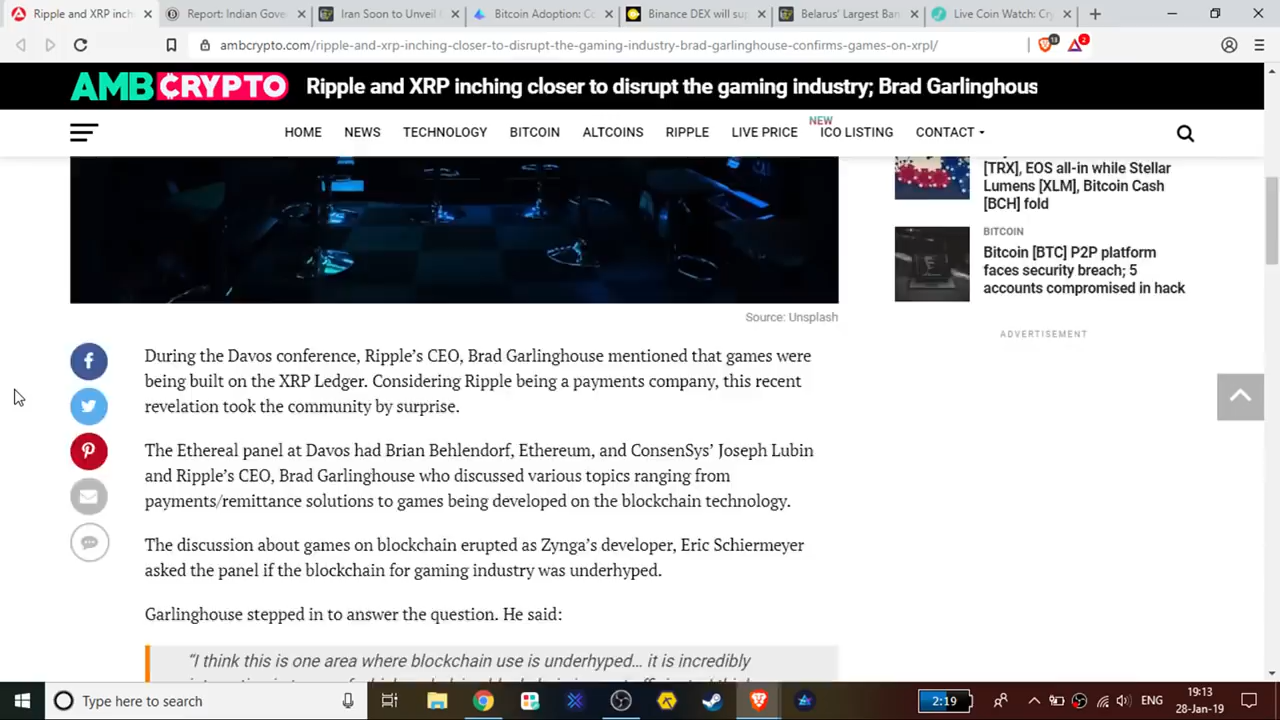 Ripple and XRP inch
Report: Indian Gove
Iran Soon to Unveil
Bitcoin Adoption: Co
Binance DEX will sup
Belarus' Largest Ban
Live Coin Watch: Cry
ambcrypto.com/ripple-and-xrp-inching-closer-to-disrupt-the-gaming-industry-brad-garlinghouse-confirms-games-on-xrpl/
13
2
AMBCRYPTO
Ripple and XRP inching closer to disrupt the gaming industry; Brad Garlinghous
HOME NEWS TECHNOLOGY BITCOIN ALTCOINS RIPPLE LIVE PRICE NEW ICO LISTING CONTACT
[TRX], EOS all-in while Stellar
Lumens [XLM], Bitcoin Cash
[BCH] fold
BITCOIN
Bitcoin [BTC] P2P platform
faces security breach; 5
accounts compromised in hack
Source: Unsplash
ADVERTISEMENT
During the Davos conference, Ripple's CEO, Brad Garlinghouse mentioned that games were
being built on the XRP Ledger. Considering Ripple being a payments company, this recent
revelation took the community by surprise.
The Ethereal panel at Davos had Brian Behlendorf, Ethereum, and ConsenSys' Joseph Lubin
and Ripple's CEO, Brad Garlinghouse who discussed various topics ranging from
payments/remittance solutions to games being developed on the blockchain technology.
The discussion about games on blockchain erupted as Zynga's developer, Eric Schiermeyer
asked the panel if the blockchain for gaming industry was underhyped.
Garlinghouse stepped in to answer the question. He said:
"I think this is one area where blockchain use is underhyped… it is incredibly
Type here to search
2:19
ENG
19:13
28-Jan-19